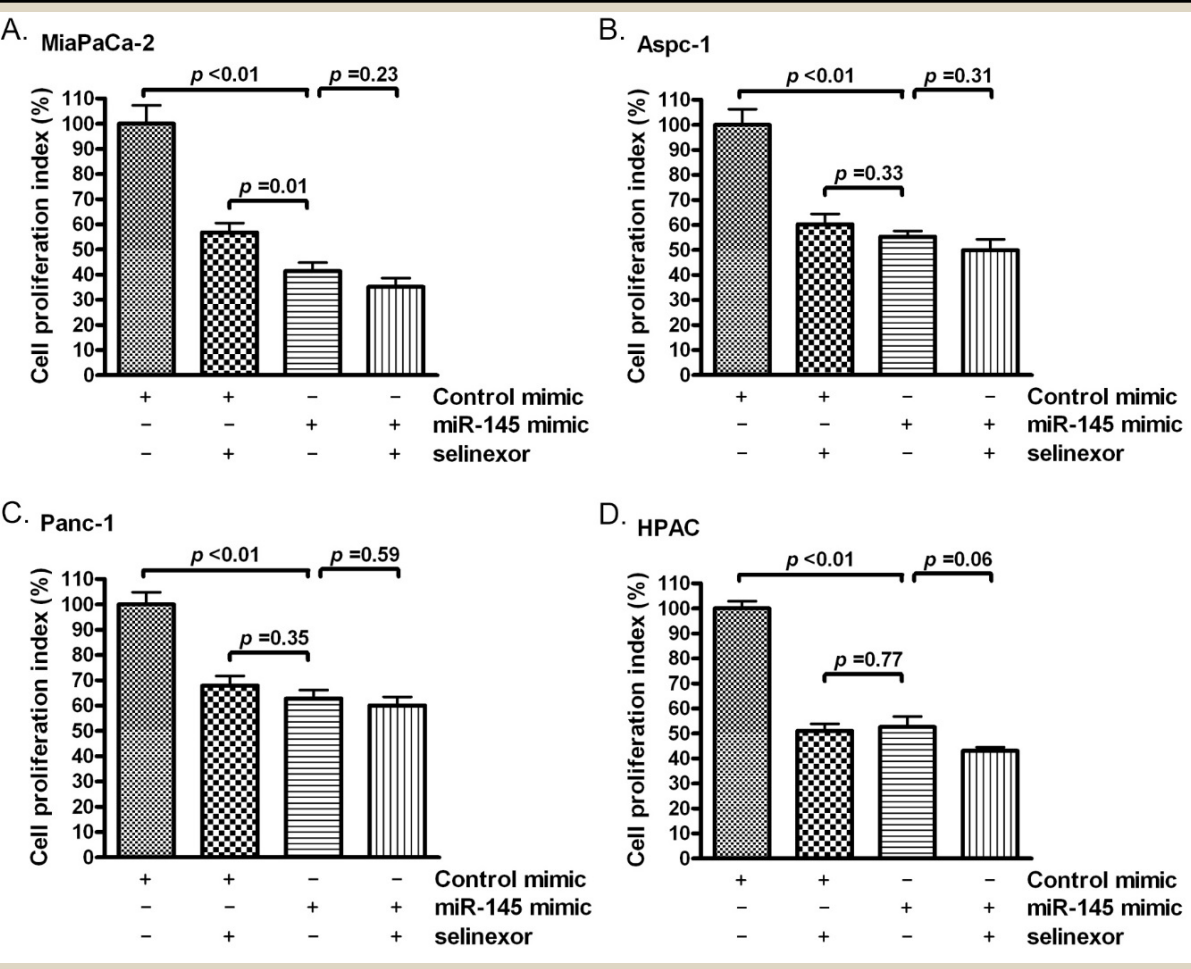 A. MiaPaCa-2
p <0.01 p =0.23
p =0.01
Cell proliferation index (%)
110
100
90
80
70
60
50
40
30
20
10
0
+ + − − Control mimic
− − + + miR-145 mimic
− + − + selinexor
B. Aspc-1
p <0.01 p =0.31
p =0.33
Cell proliferation index (%)
110
100
90
80
70
60
50
40
30
20
10
0
+ + − − Control mimic
− − + + miR-145 mimic
− + − + selinexor
C. Panc-1
p <0.01 p =0.59
p =0.35
Cell proliferation index (%)
110
100
90
80
70
60
50
40
30
20
10
0
+ + − − Control mimic
− − + + miR-145 mimic
− + − + selinexor
D. HPAC
p <0.01 p =0.06
p =0.77
Cell proliferation index (%)
110
100
90
80
70
60
50
40
30
20
10
0
+ + − − Control mimic
− − + + miR-145 mimic
− + − + selinexor